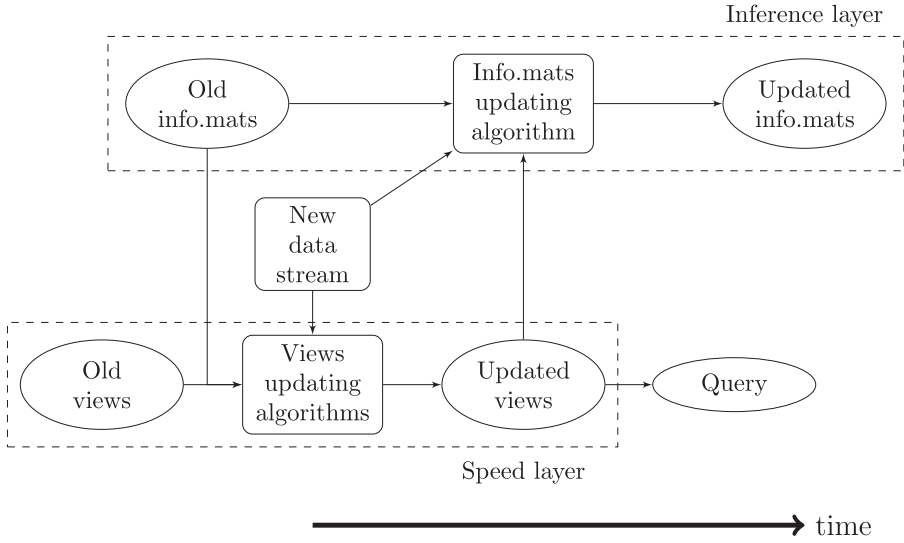 Inference layer
Old
info.mats
Info.mats
updating
algorithm
Updated
info.mats
New
data
stream
Old
views
Views
updating
algorithms
Updated
views
Query
Speed layer
time